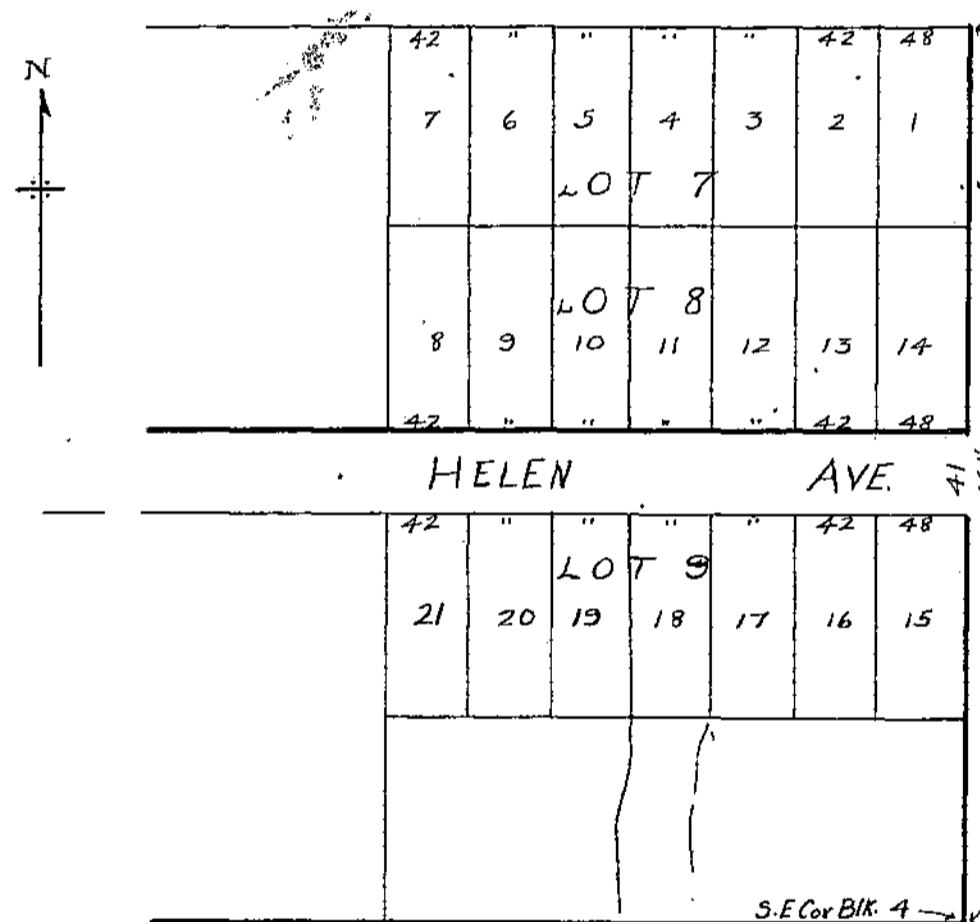 N
42 " " " " 42 48
7 6 5 4 3 2 1
LOT 7
LOT 8
8 9 10 11 12 13 14
42 " " " " 42 48
HELEN AVE. 41
42 " " " " 42 48
LOT 9
21 20 19 18 17 16 15
S.E Cor Blk. 4